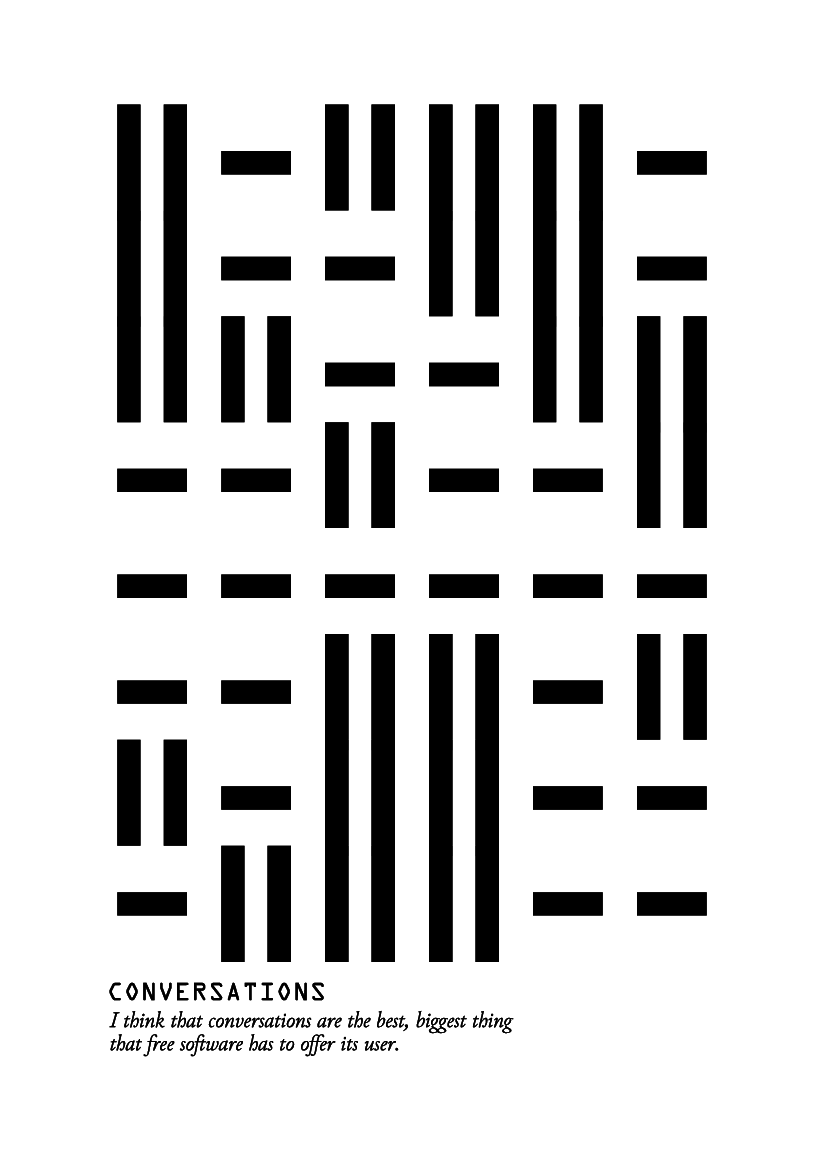 CONVERSATIONS
I think that conversations are the best, biggest thing
that free software has to offer its user.